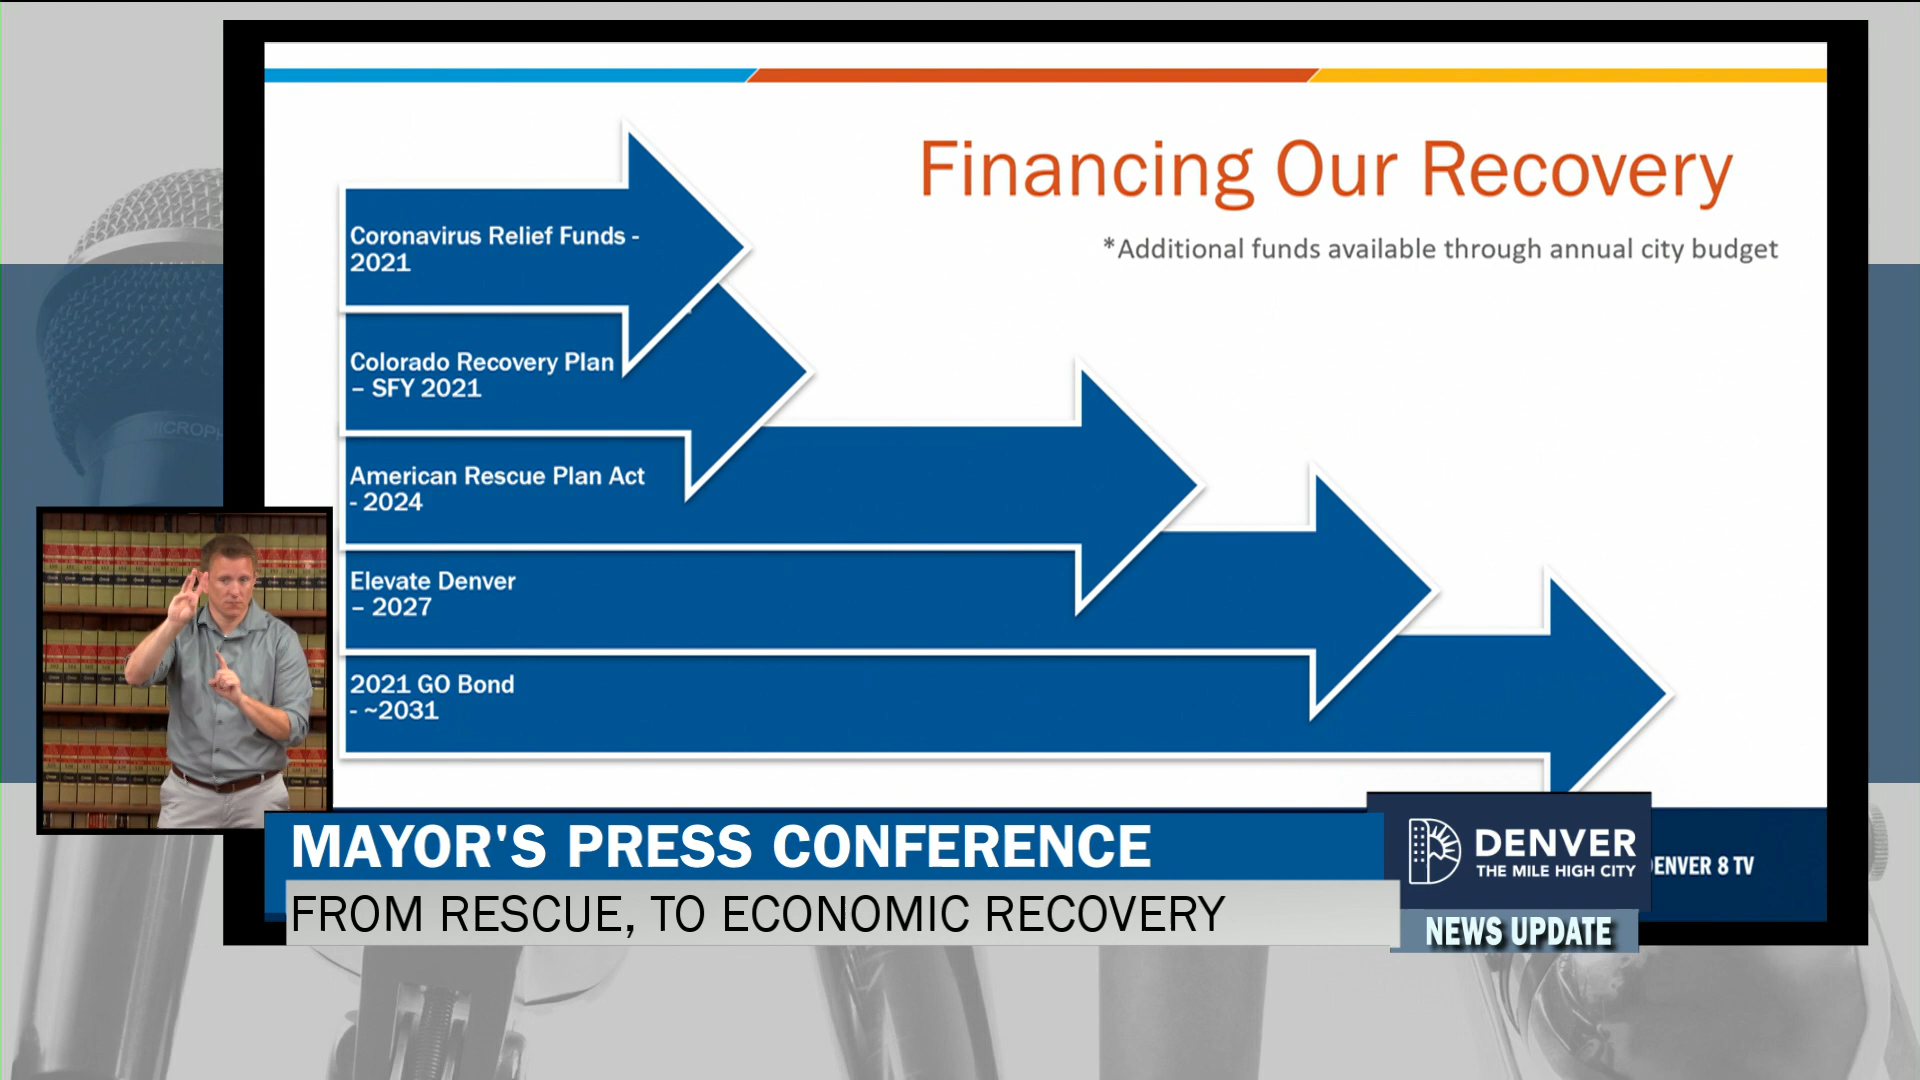 Financing Our Recovery
*Additional funds available through annual city budget
Coronavirus Relief Funds -
2021
Colorado Recovery Plan
– SFY 2021
American Rescue Plan Act
- 2024
Elevate Denver
– 2027
2021 GO Bond
- ~2031
MAYOR'S PRESS CONFERENCE
FROM RESCUE, TO ECONOMIC RECOVERY
DENVER
THE MILE HIGH CITY
DENVER 8 TV
NEWS UPDATE